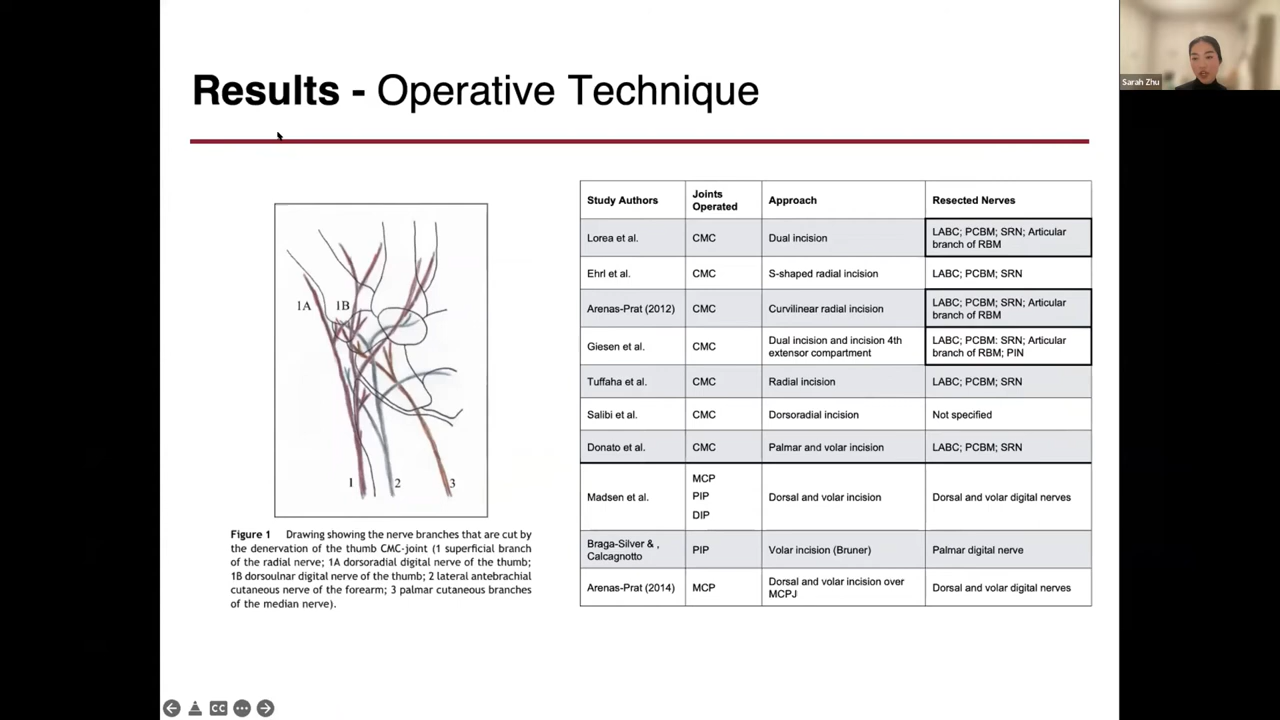 Results - Operative Technique
Sarah Zhu
1A
1B
1
2
3
Figure 1 Drawing showing the nerve branches that are cut by
the denervation of the thumb CMC-joint (1 superficial branch
of the radial nerve; 1A dorsoradial digital nerve of the thumb;
1B dorsoulnar digital nerve of the thumb; 2 lateral antebrachial
cutaneous nerve of the forearm; 3 palmar cutaneous branches
of the median nerve).
Study Authors
Joints
Operated
Approach
Resected Nerves
Lorea et al.
CMC
Dual incision
LABC; PCBM; SRN; Articular
branch of RBM
Ehrl et al.
CMC
S-shaped radial incision
LABC; PCBM; SRN
Arenas-Prat (2012)
CMC
Curvilinear radial incision
LABC; PCBM; SRN; Articular
branch of RBM
Giesen et al.
CMC
Dual incision and incision 4th
extensor compartment
LABC; PCBM: SRN; Articular
branch of RBM; PIN
Tuffaha et al.
CMC
Radial incision
LABC; PCBM; SRN
Salibi et al.
CMC
Dorsoradial incision
Not specified
Donato et al.
CMC
Palmar and volar incision
LABC; PCBM; SRN
Madsen et al.
MCP
PIP
DIP
Dorsal and volar incision
Dorsal and volar digital nerves
Braga-Silver & ,
Calcagnotto
PIP
Volar incision (Bruner)
Palmar digital nerve
Arenas-Prat (2014)
MCP
Dorsal and volar incision over
MCPJ
Dorsal and volar digital nerves
CC